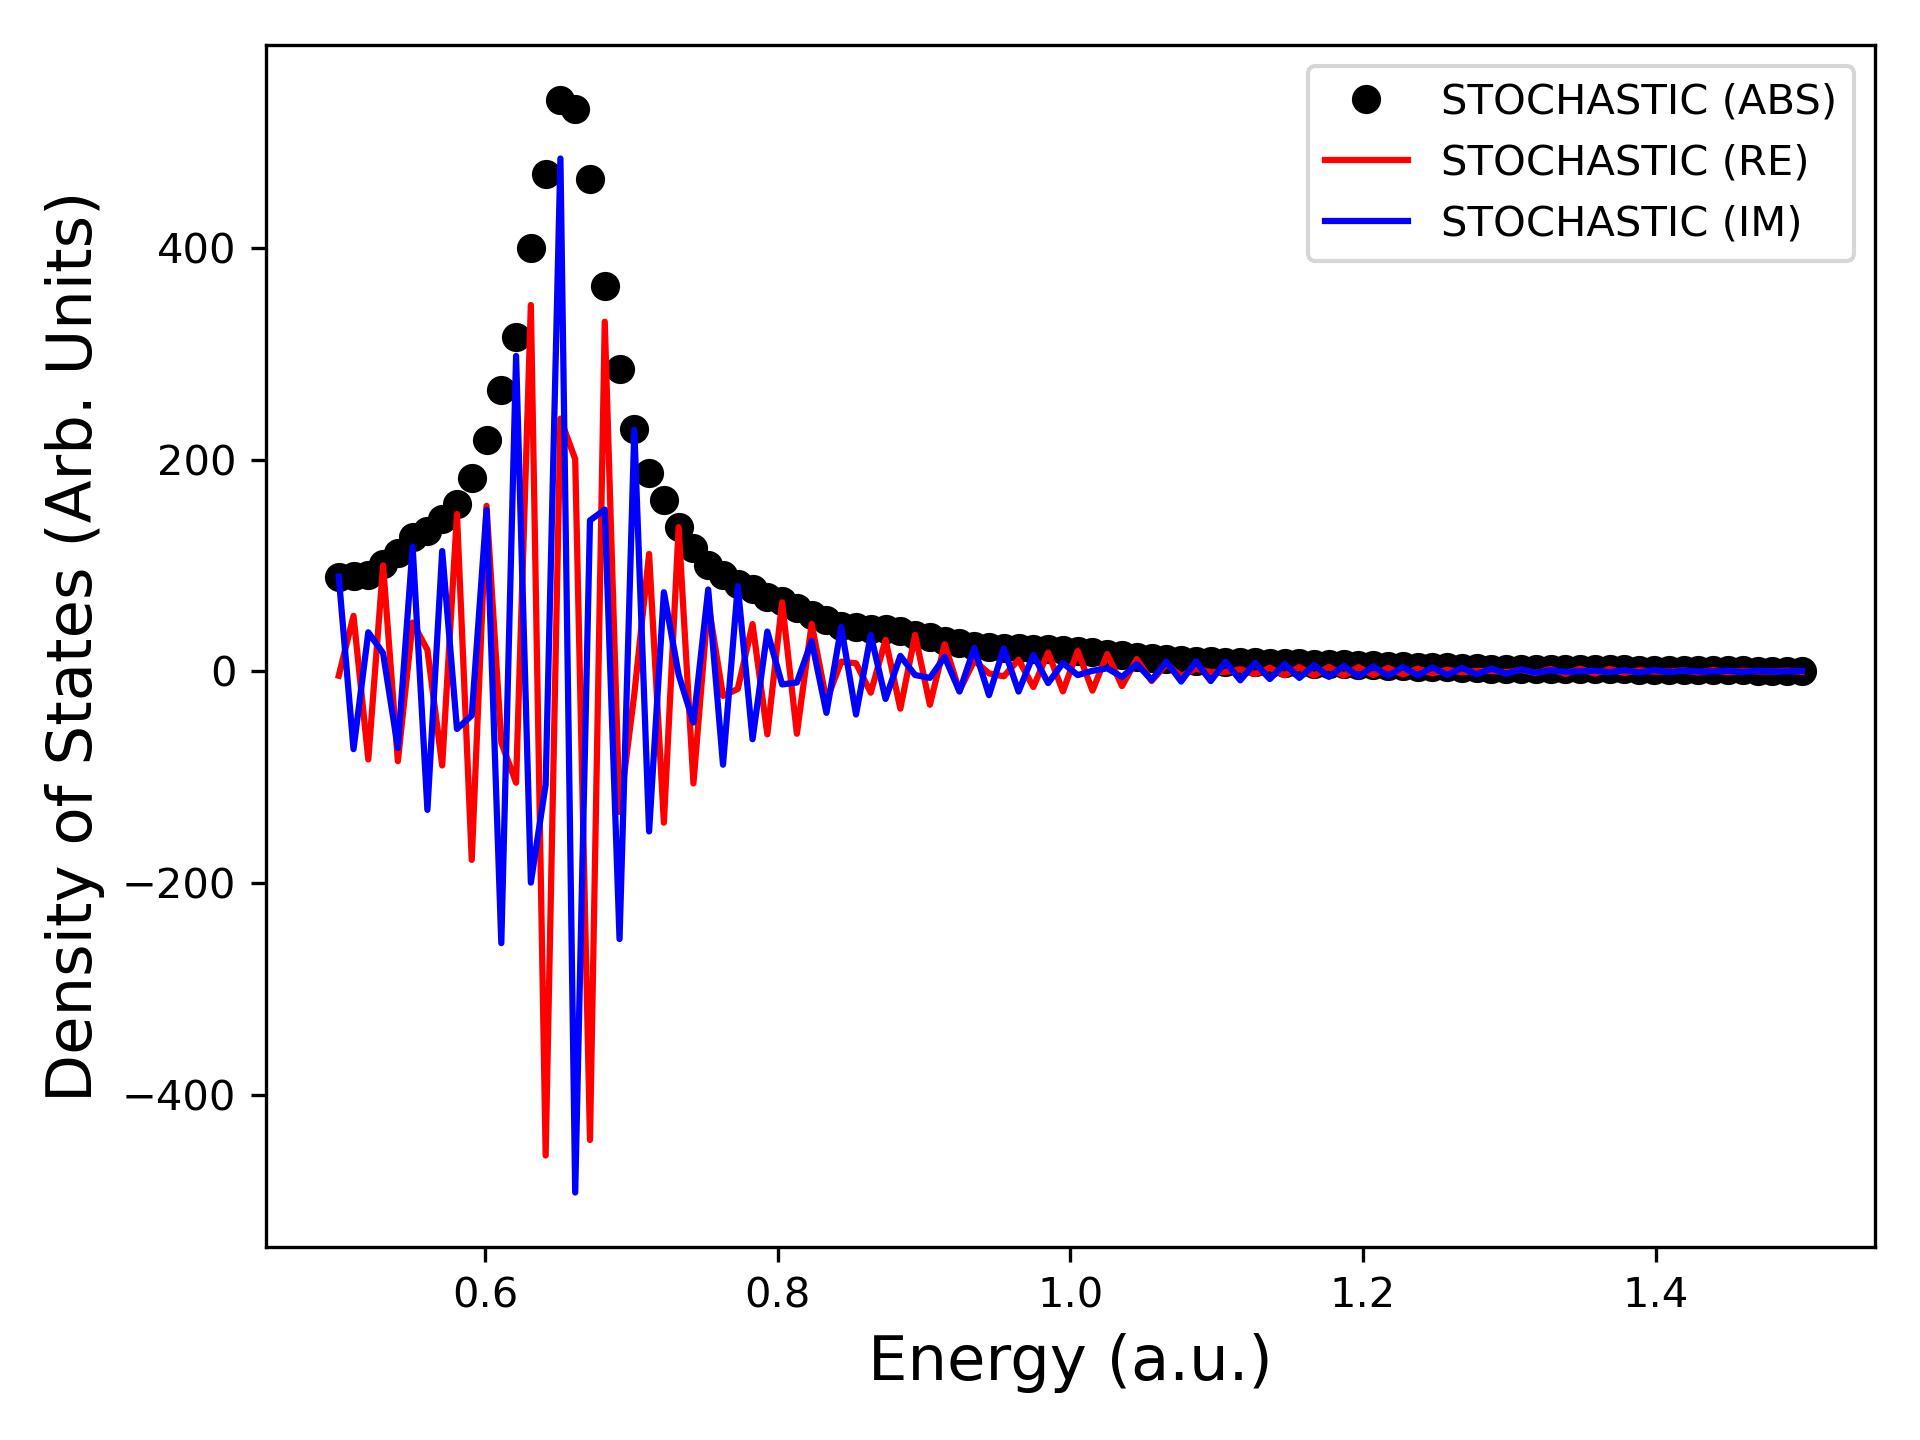 STOCHASTIC (ABS)
STOCHASTIC (RE)
STOCHASTIC (IM)
Density of States (Arb. Units)
400
200
0
−200
−400
0.6 0.8 1.0 1.2 1.4
Energy (a.u.)